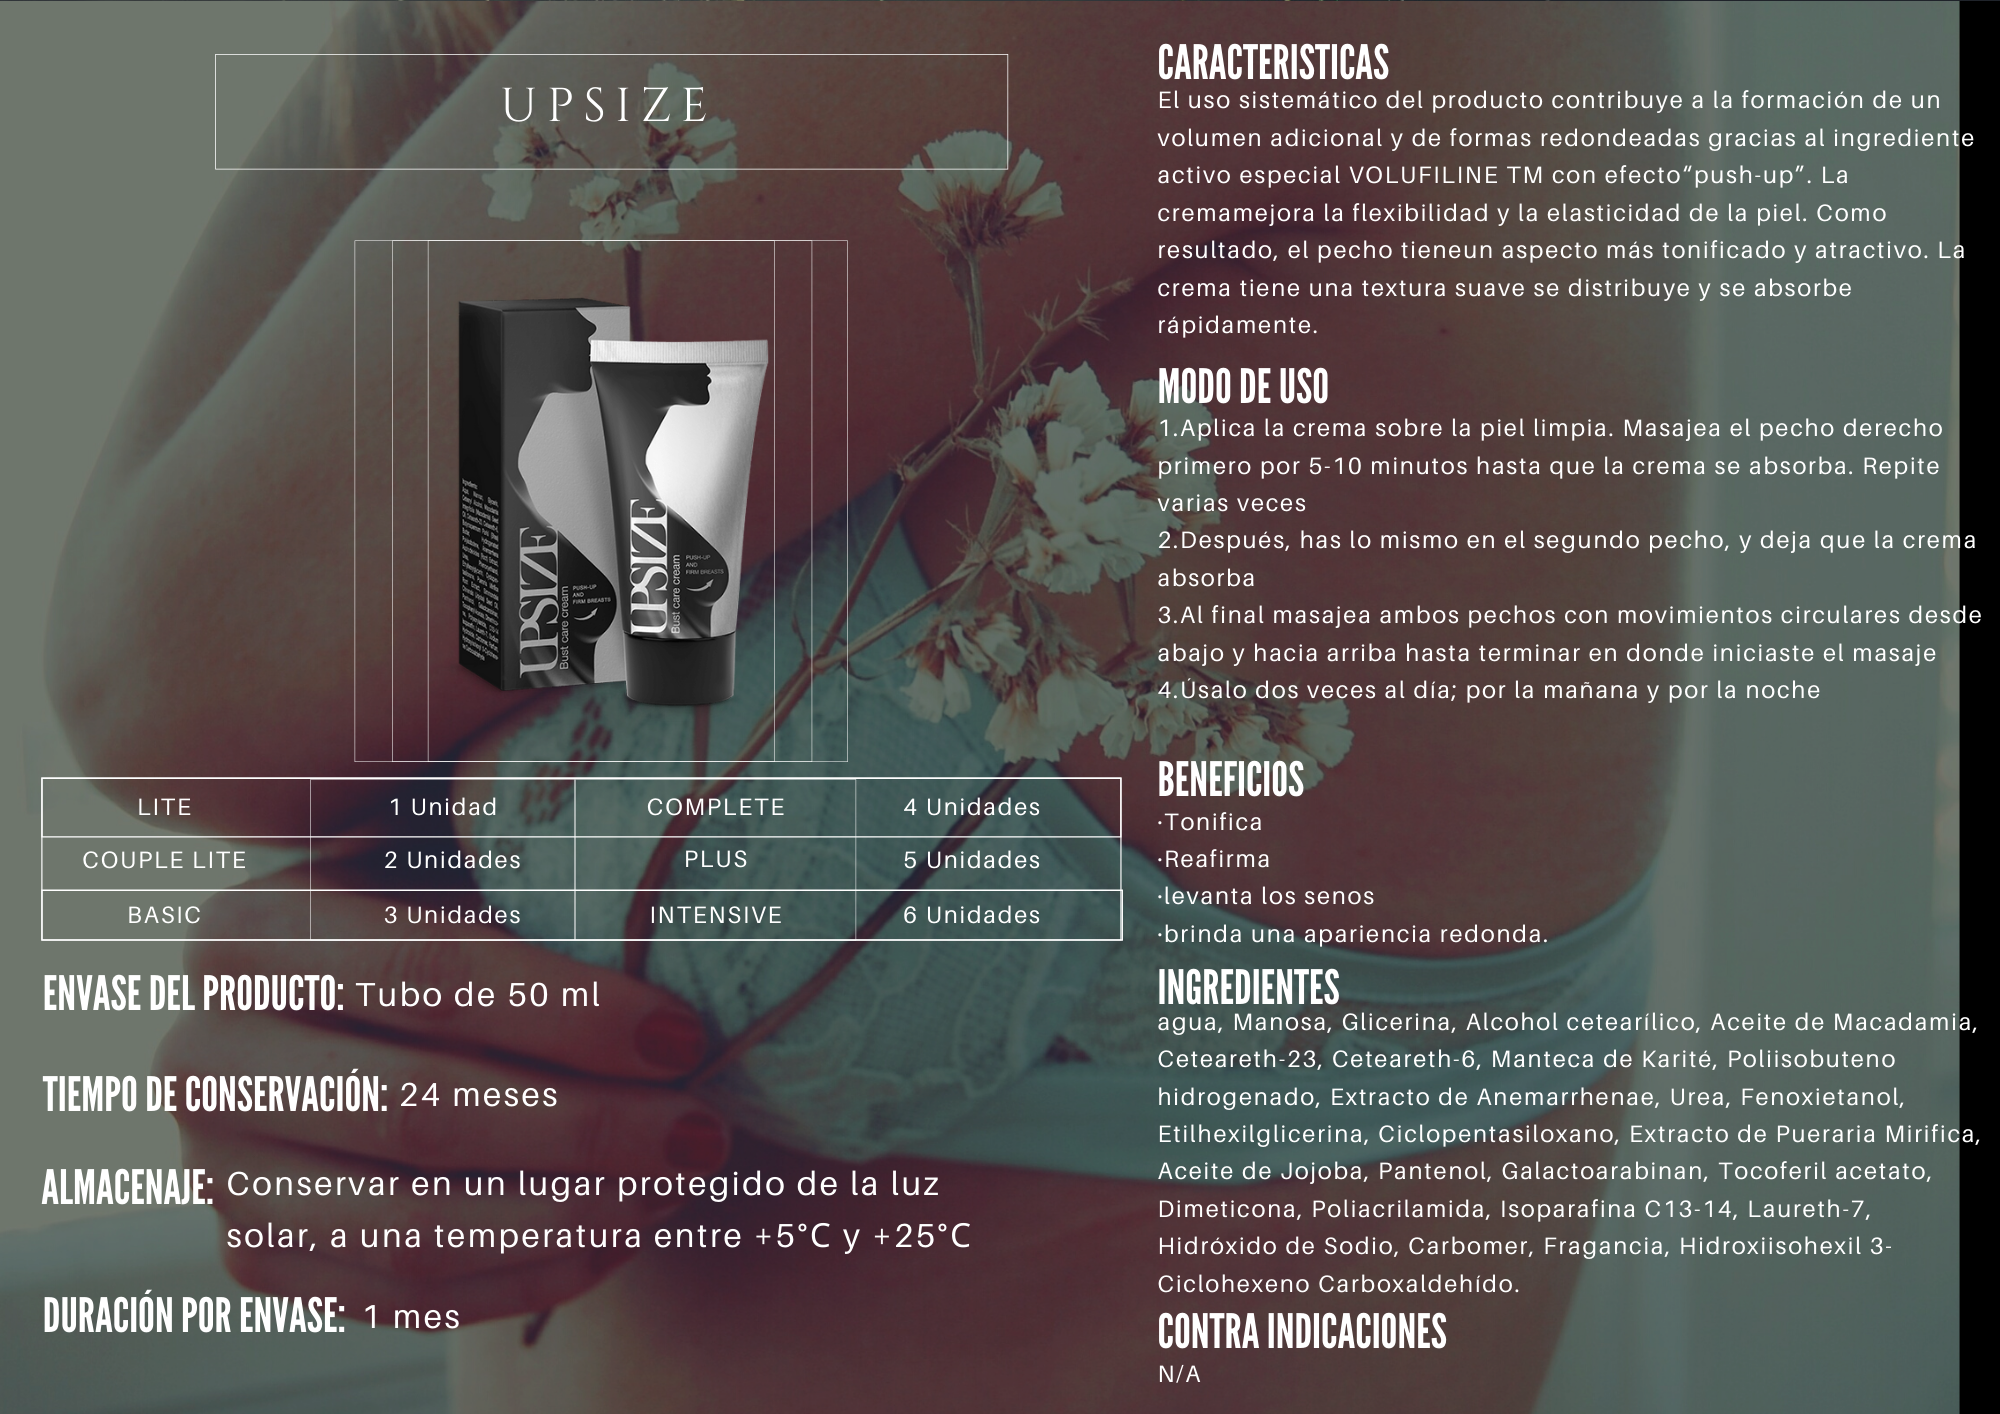 UPSIZE
UPSIZE
Bust care cream
PUSH-UP
AND
FIRM BREASTS
UPSIZE
Bust care cream
PUSH-UP
AND
FIRM BREASTS
LITE 1 Unidad COMPLETE 4 Unidades
COUPLE LITE 2 Unidades PLUS 5 Unidades
BASIC 3 Unidades INTENSIVE 6 Unidades
ENVASE DEL PRODUCTO: Tubo de 50 ml
TIEMPO DE CONSERVACIÓN: 24 meses
ALMACENAJE: Conservar en un lugar protegido de la luz
solar, a una temperatura entre +5°C y +25°C
DURACIÓN POR ENVASE: 1 mes
CARACTERISTICAS
El uso sistemático del producto contribuye a la formación de un
volumen adicional y de formas redondeadas gracias al ingrediente
activo especial VOLUFILINE TM con efecto“push-up”. La
cremamejora la flexibilidad y la elasticidad de la piel. Como
resultado, el pecho tieneun aspecto más tonificado y atractivo. La
crema tiene una textura suave se distribuye y se absorbe
rápidamente.
MODO DE USO
1.Aplica la crema sobre la piel limpia. Masajea el pecho derecho
primero por 5-10 minutos hasta que la crema se absorba. Repite
varias veces
2.Después, has lo mismo en el segundo pecho, y deja que la crema
absorba
3.Al final masajea ambos pechos con movimientos circulares desde
abajo y hacia arriba hasta terminar en donde iniciaste el masaje
4.Úsalo dos veces al día; por la mañana y por la noche
BENEFICIOS
·Tonifica
·Reafirma
·levanta los senos
·brinda una apariencia redonda.
INGREDIENTES
agua, Manosa, Glicerina, Alcohol cetearílico, Aceite de Macadamia,
Ceteareth-23, Ceteareth-6, Manteca de Karité, Poliisobuteno
hidrogenado, Extracto de Anemarrhenae, Urea, Fenoxietanol,
Etilhexilglicerina, Ciclopentasiloxano, Extracto de Pueraria Mirifica,
Aceite de Jojoba, Pantenol, Galactoarabinan, Tocoferil acetato,
Dimeticona, Poliacrilamida, Isoparafina C13-14, Laureth-7,
Hidróxido de Sodio, Carbomer, Fragancia, Hidroxiisohexil 3-
Ciclohexeno Carboxaldehído.
CONTRA INDICACIONES
N/A